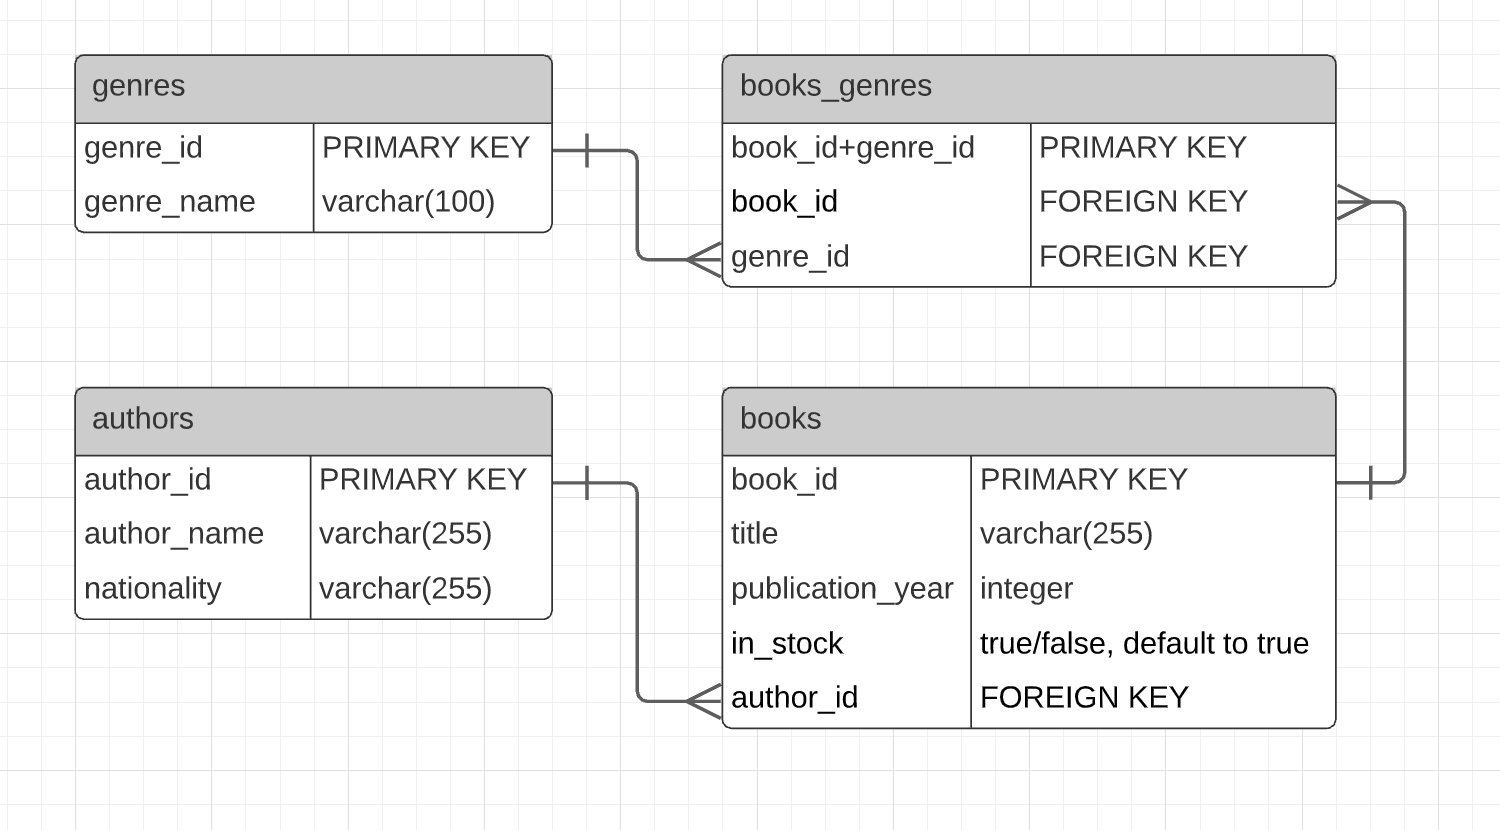 genres
genre_id PRIMARY KEY
genre_name varchar(100)
books_genres
book_id+genre_id PRIMARY KEY
book_id FOREIGN KEY
genre_id FOREIGN KEY
authors
author_id PRIMARY KEY
author_name varchar(255)
nationality varchar(255)
books
book_id PRIMARY KEY
title varchar(255)
publication_year integer
in_stock true/false, default to true
author_id FOREIGN KEY